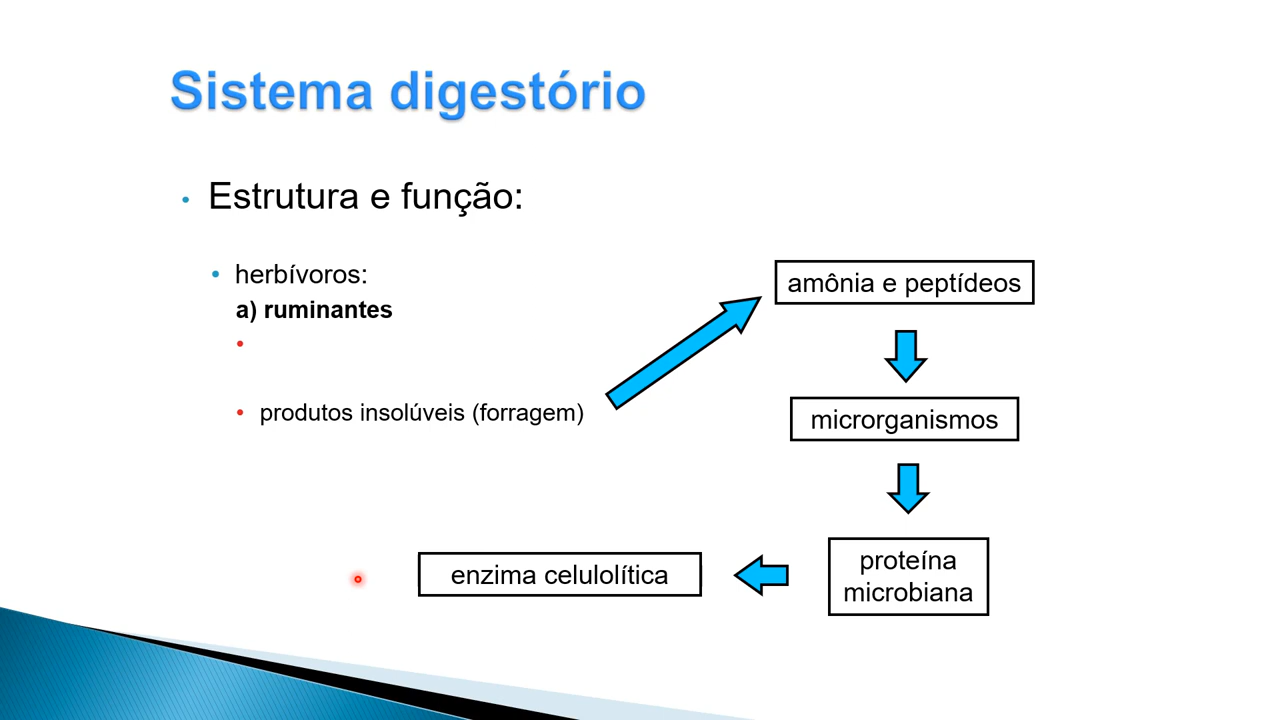 Sistema digestório
• Estrutura e função:
• herbívoros:
a) ruminantes
•
• produtos insolúveis (forragem)
amônia e peptídeos
microrganismos
proteína
microbiana
enzima celulolítica